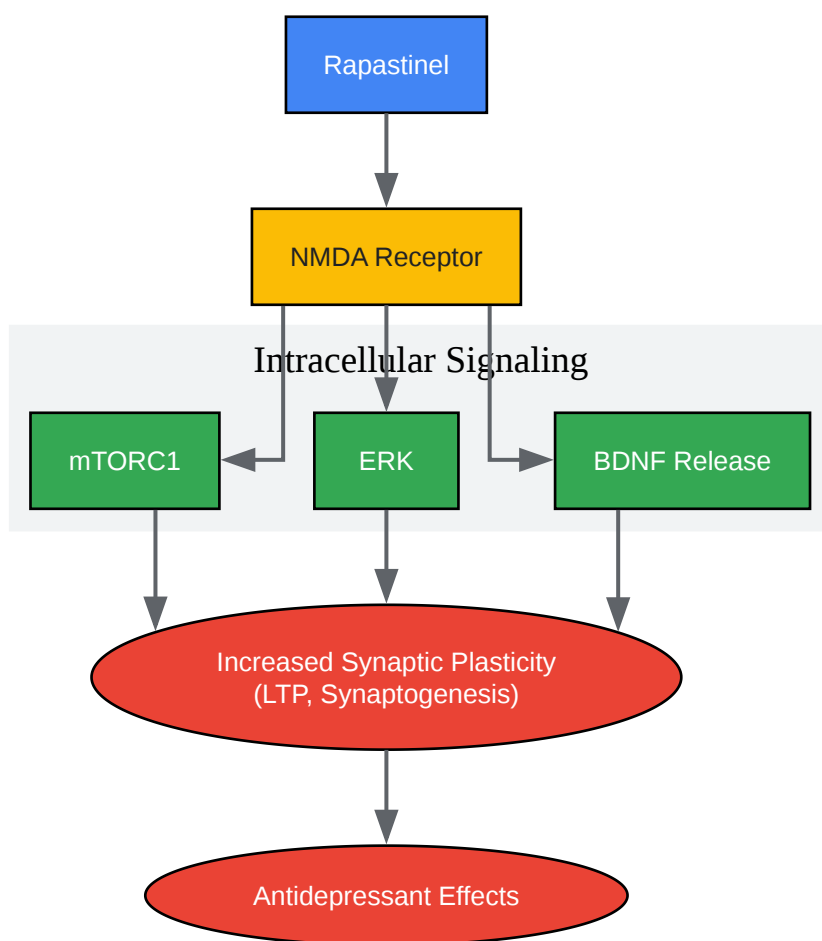 Rapastinel
NMDA Receptor
Intracellular Signaling
mTORC1
ERK
BDNF Release
Increased Synaptic Plasticity
(LTP, Synaptogenesis)
Antidepressant Effects